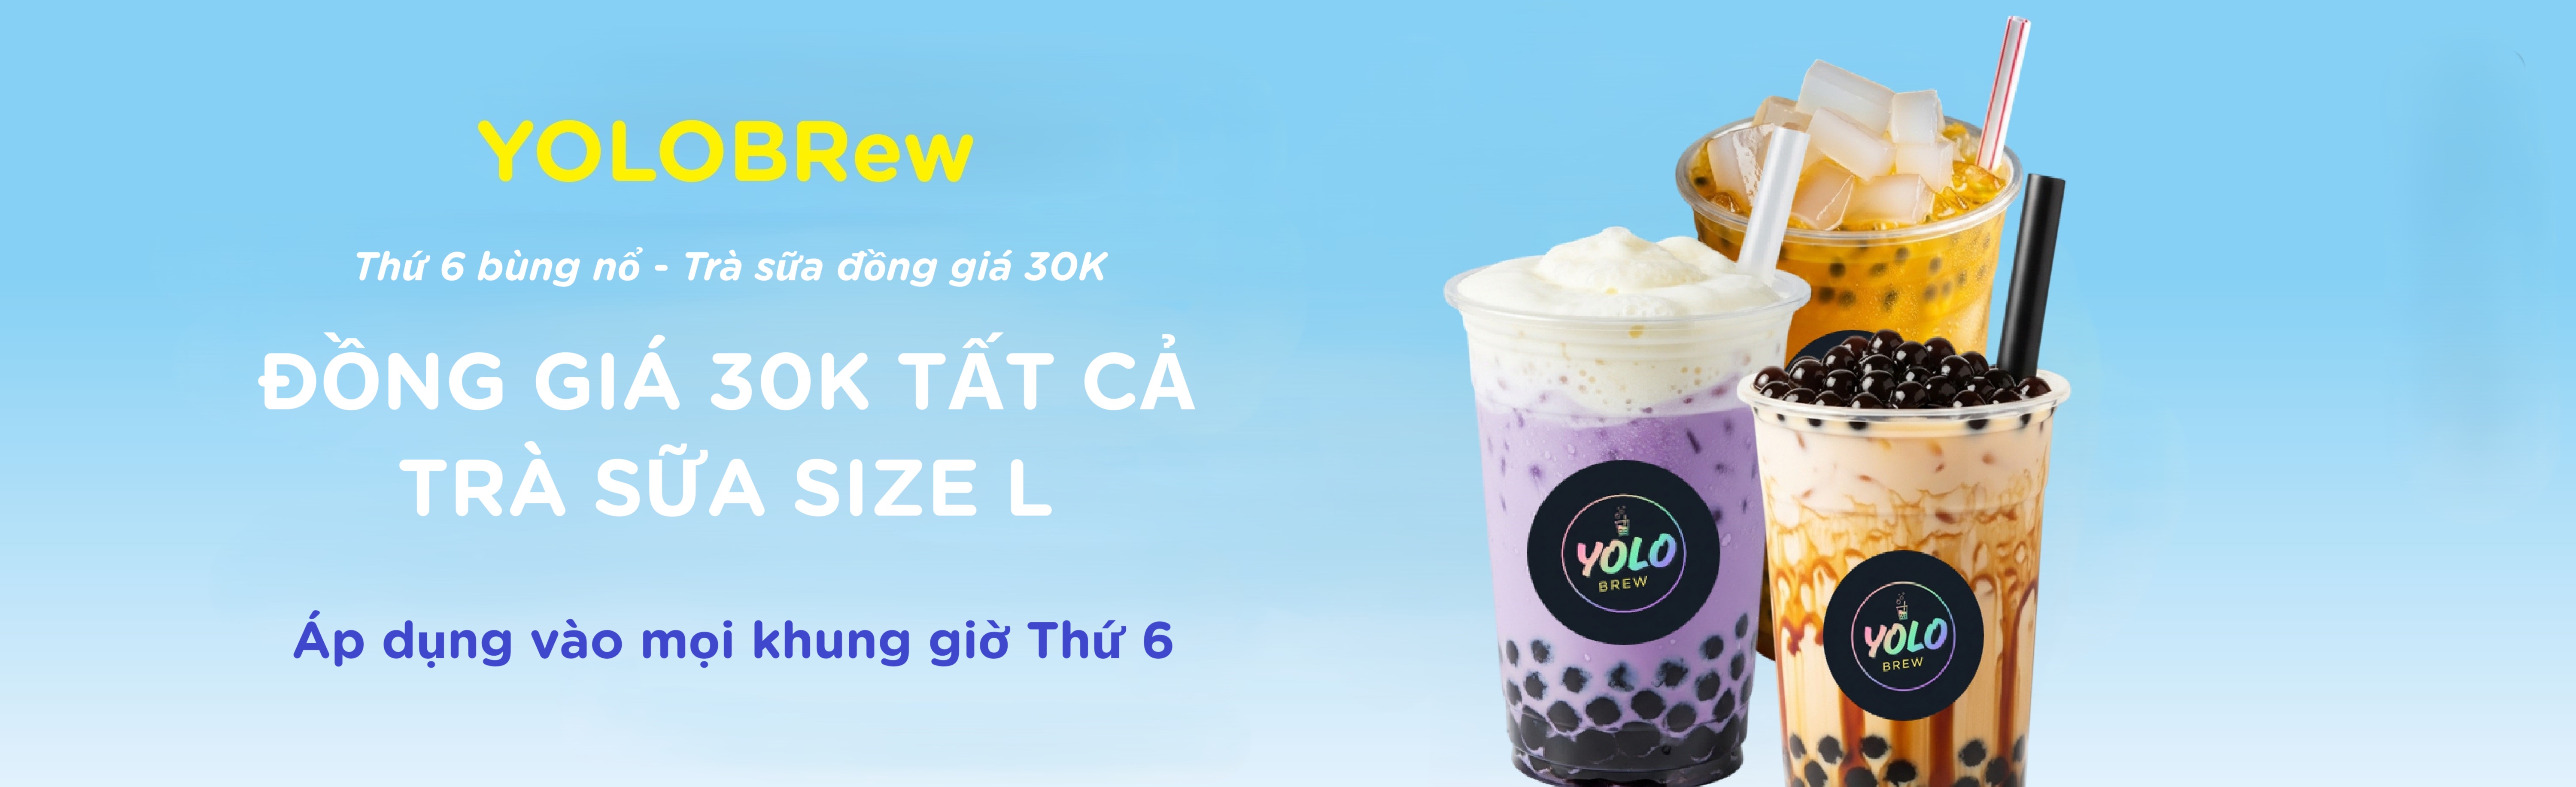 YOLOBRew
Thứ 6 bùng nổ - Trà sữa đồng giá 30K
ĐỒNG GIÁ 30K TẤT CẢ
TRÀ SỮA SIZE L
Áp dụng vào mọi khung giờ Thứ 6
YOLO
BREW
YOLO
BREW